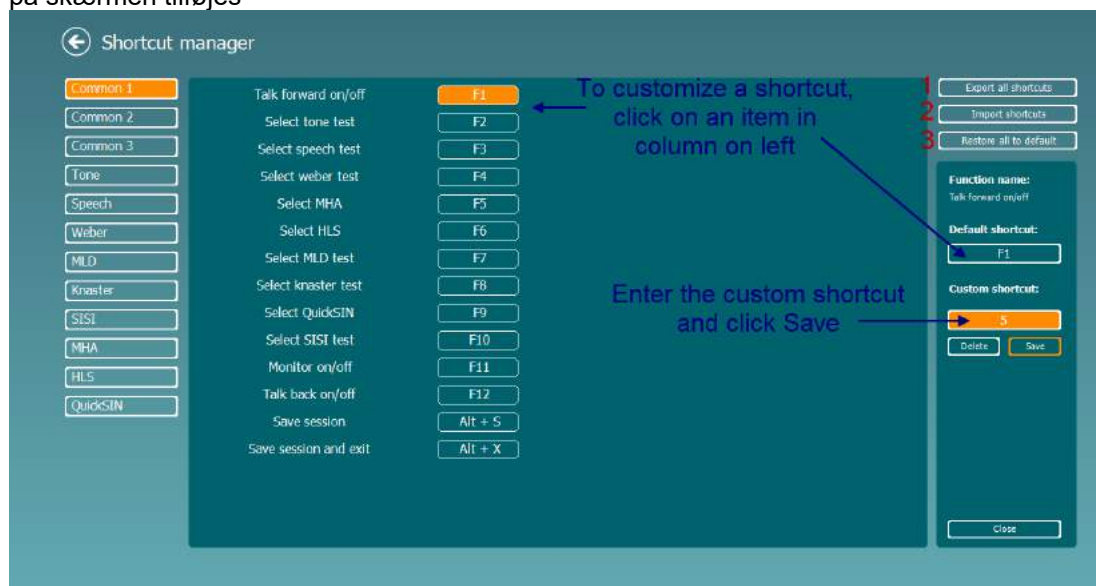 på skærmen tilføjes
Shortcut manager
Common 1
Common 2
Common 3
Tone
Speech
Weber
MLD
Knaster
SISI
MHA
HLS
QuickSIN
Talk forward on/off F1
Select tone test F2
Select speech test F3
Select weber test F4
Select MHA F5
Select HLS F6
Select MLD test F7
Select knaster test F8
Select QuickSIN F9
Select SISI test F10
Monitor on/off F11
Talk back on/off F12
Save session Alt + S
Save session and exit Alt + X
To customize a shortcut,
click on an item in
column on left
Enter the custom shortcut
and click Save
1 Export all shortcuts
2 Import shortcuts
3 Restore all to default
Function name:
Talk forward on/off
Default shortcut:
F1
Custom shortcut:
S
Delete Save
Close